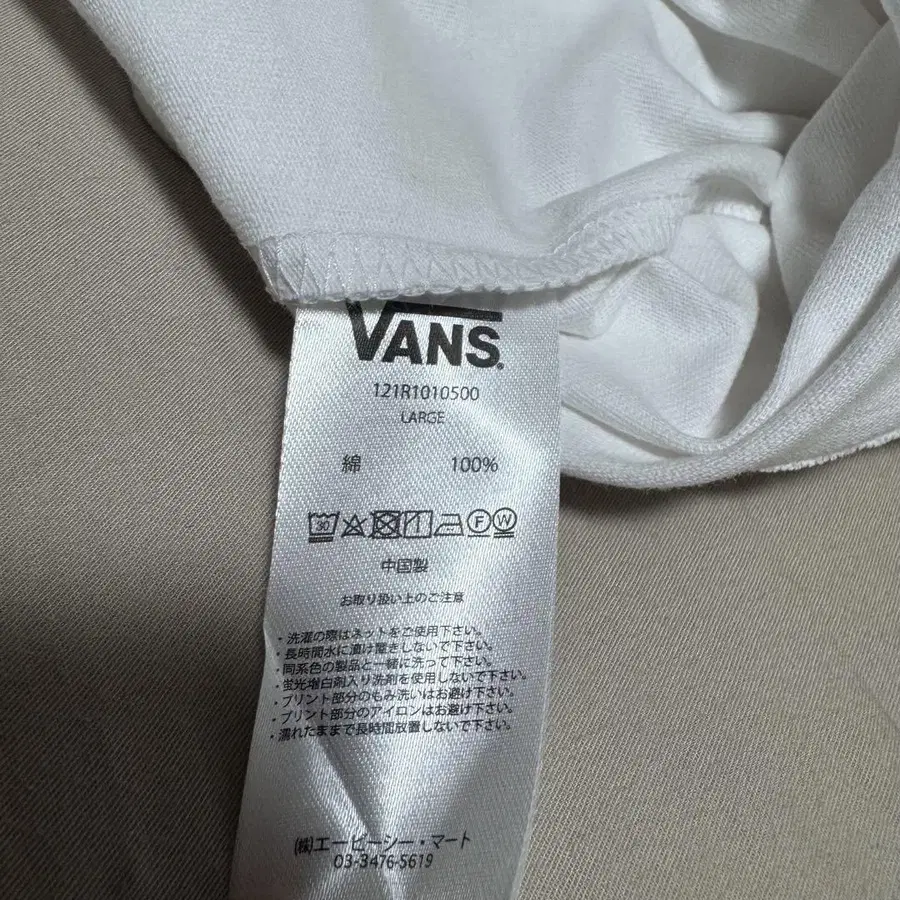 VANS
121R1010500
LARGE
綿 100%
30 F W
中国製
お取り扱い上のご注意
・洗濯の際はネットをご使用下さい。
・長時間水に漬け置きしないで下さい。
・同系色の製品と一緒に洗って下さい。
・蛍光増白剤入り洗剤を使用しないで下さい。
・プリント部分のもみ洗いはお避け下さい。
・プリント部分のアイロンはお避け下さい。
・濡れたままで長時間放置しないで下さい。
(株)エービーシー・マート
03-3476-5619